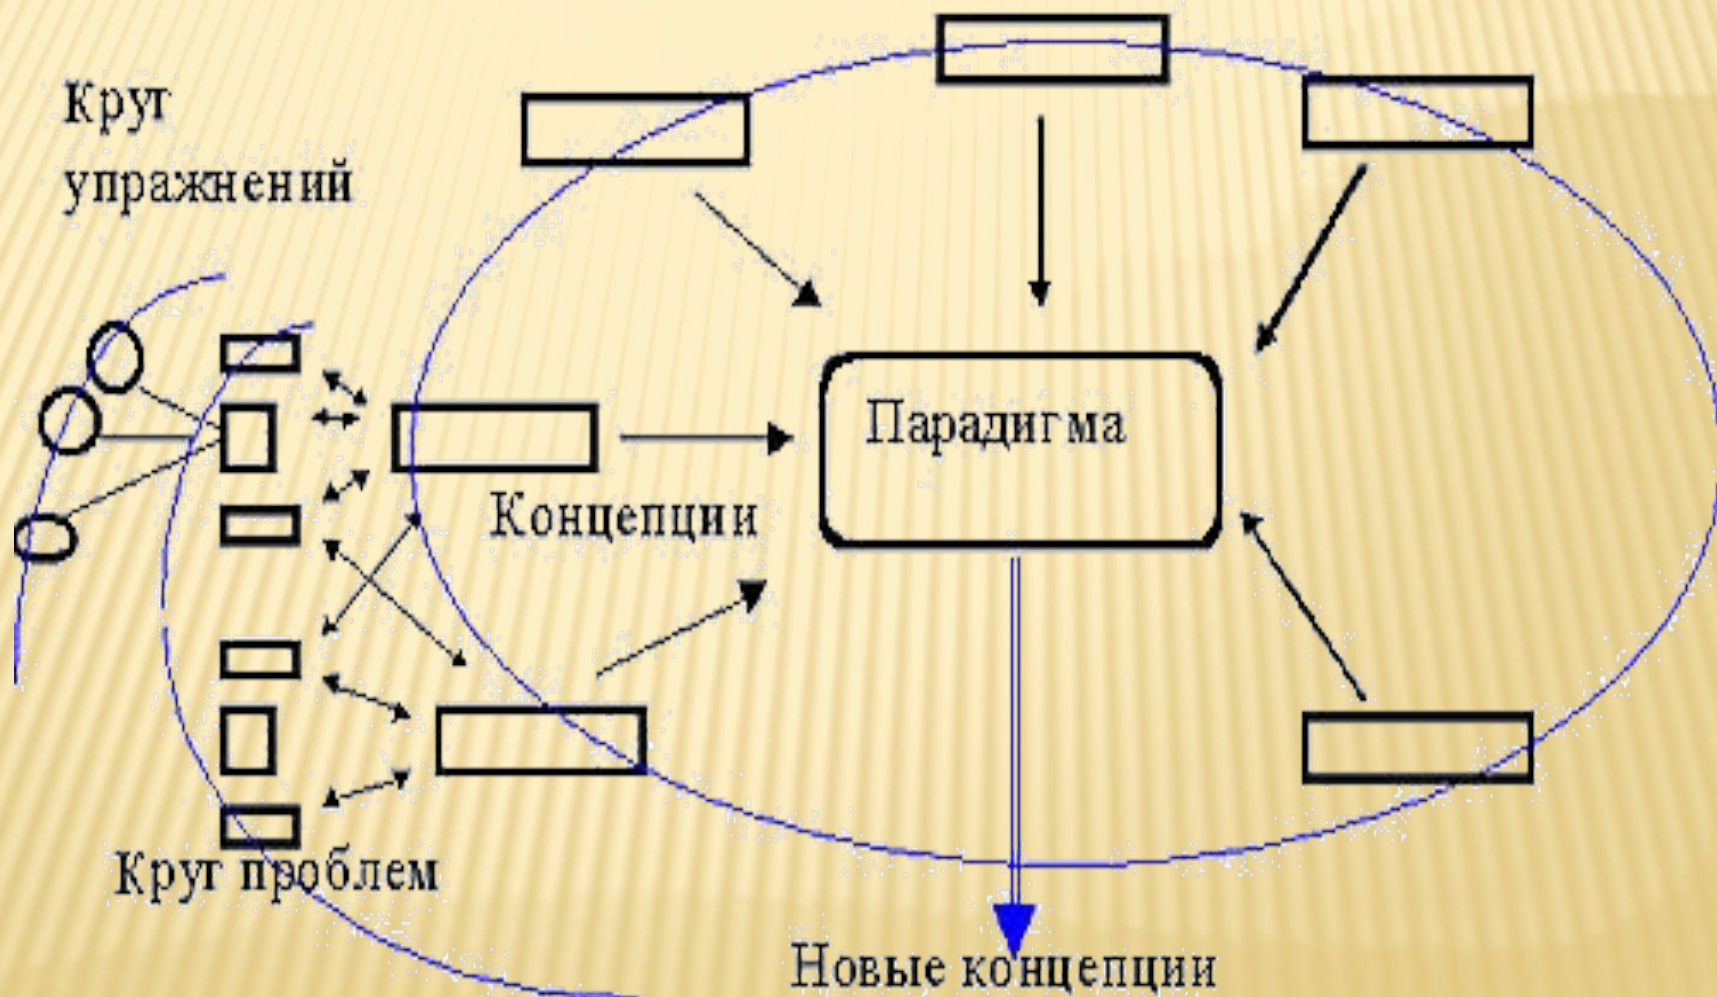 Круг
упражнений
Парадигма
Концепции
Круг проблем
Новые концепции